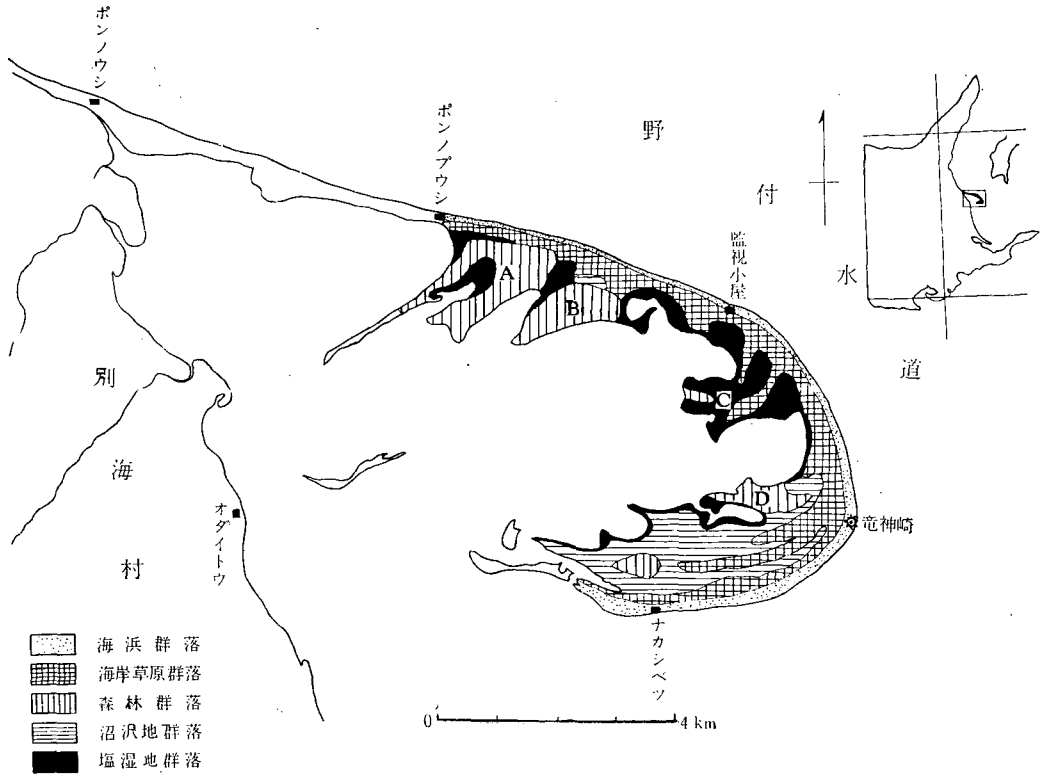 ポンノウシ
ポンノプウシ
野
付
水
道
監視小屋
A
B
C
D
竜神崎
別
海
村
オダイトウ
ナカシベツ
海浜群落
海岸草原群落
森林群落
沼沢地群落
塩湿地群落
0 4 km